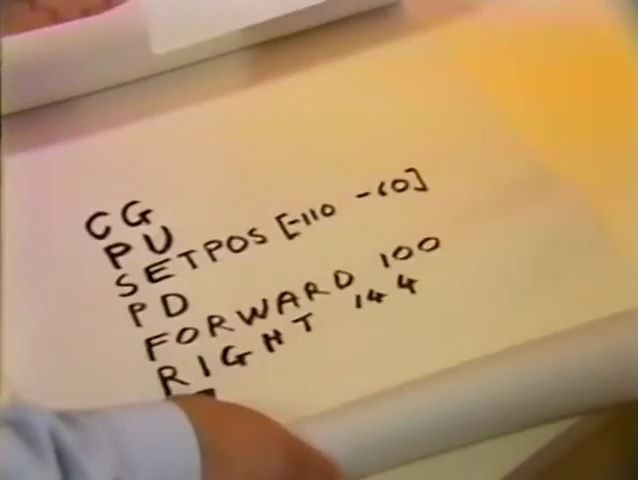 CG
PU
SETPOS [-110 -60]
PD
FORWARD 100
RIGHT 144